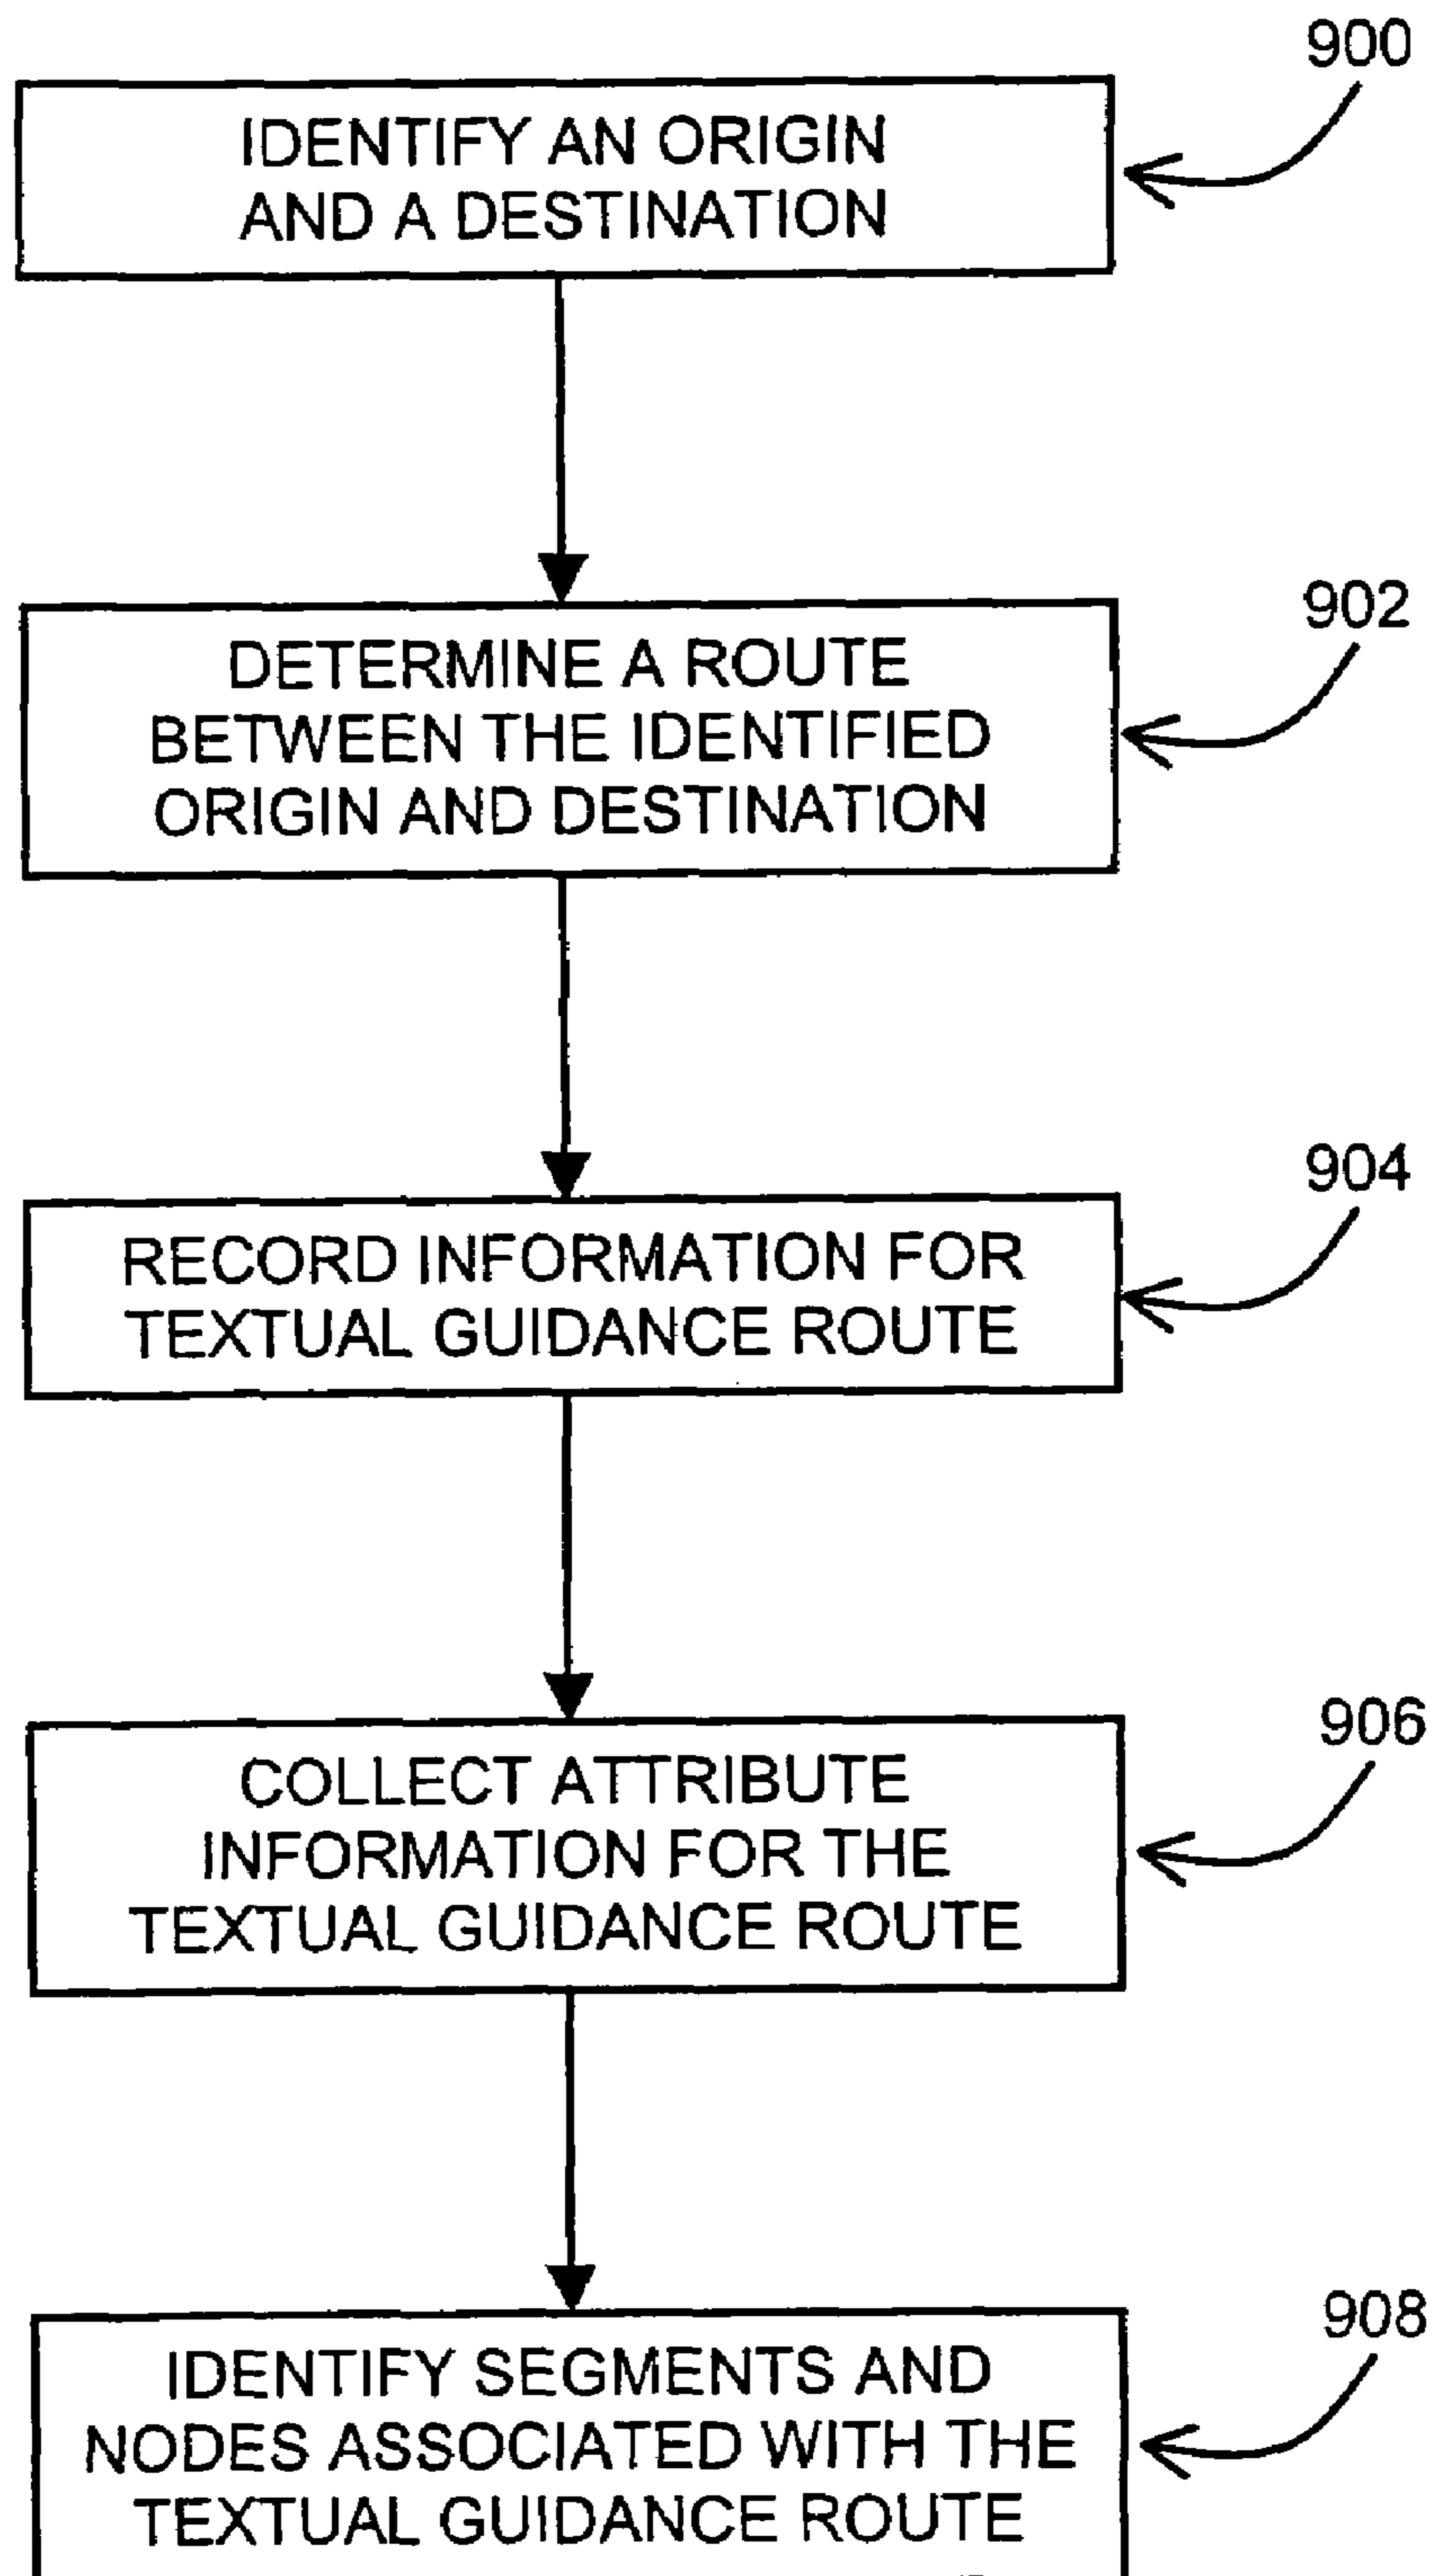 900
IDENTIFY AN ORIGIN
AND A DESTINATION
902
DETERMINE A ROUTE
BETWEEN THE IDENTIFIED
ORIGIN AND DESTINATION
904
RECORD INFORMATION FOR
TEXTUAL GUIDANCE ROUTE
906
COLLECT ATTRIBUTE
INFORMATION FOR THE
TEXTUAL GUIDANCE ROUTE
908
IDENTIFY SEGMENTS AND
NODES ASSOCIATED WITH THE
TEXTUAL GUIDANCE ROUTE